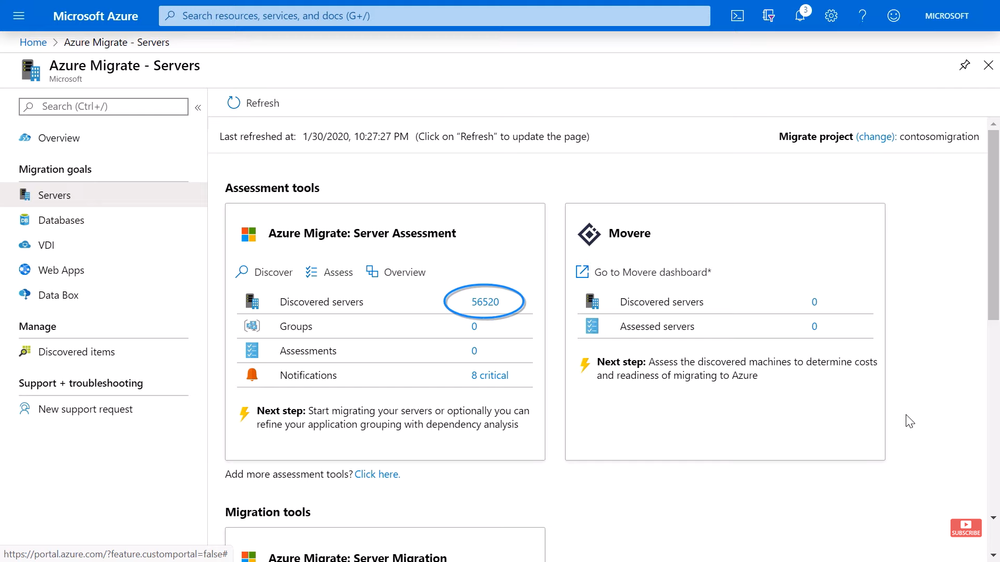 Microsoft Azure
Search resources, services, and docs (G+/)
3
MICROSOFT
Home > Azure Migrate - Servers
Azure Migrate - Servers
Microsoft
Search (Ctrl+/)
«
Overview
Migration goals
Servers
DB
Databases
VDI
Web Apps
Data Box
Manage
Discovered items
Support + troubleshooting
New support request
Refresh
Last refreshed at: 1/30/2020, 10:27:27 PM (Click on “Refresh” to update the page)
Migrate project (change): contosomigration
Assessment tools
Azure Migrate: Server Assessment
Discover Assess Overview
Discovered servers 56520
Groups 0
Assessments 0
Notifications 8 critical
Next step: Start migrating your servers or optionally you can
refine your application grouping with dependency analysis
Movere
Go to Movere dashboard*
Discovered servers 0
Assessed servers 0
Next step: Assess the discovered machines to determine costs
and readiness of migrating to Azure
Add more assessment tools? Click here.
Migration tools
Azure Migrate: Server Migration
SUBSCRIBE
https://portal.azure.com/?feature.customportal=false#